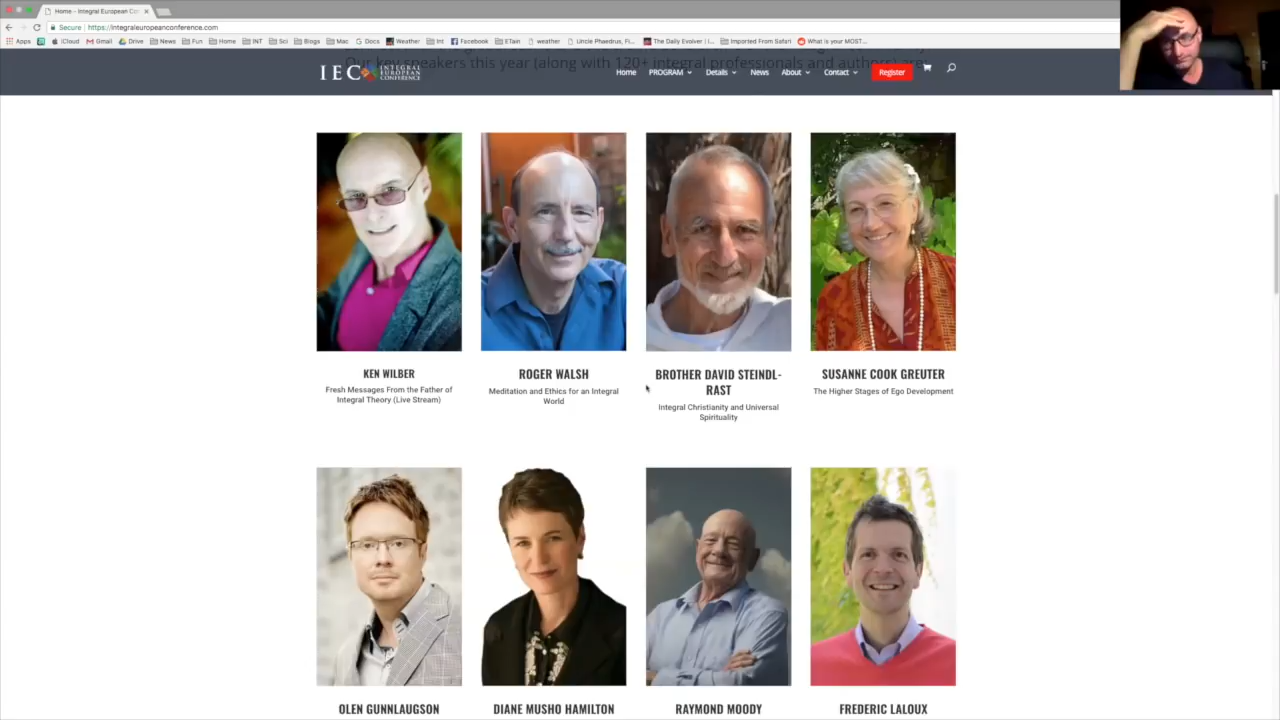 Home - Integral European Con
Secure
https://integraleuropeanconference.com
Apps
iCloud
Gmail
Drive
News
Fun
Home
INT
Sci
Blogs
Mac
Docs
Weather
Int
Facebook
ETain
weather
Uncle Phaedrus, Fi...
The Daily Evolver | I...
Imported From Safari
What is your MOST...
Our key speakers this year (along with 120+ integral professionals and authors) are:
IEC INTEGRAL EUROPEAN CONFERENCE
Home
PROGRAM
Details
News
About
Contact
Register
KEN WILBER
Fresh Messages From the Father of
Integral Theory (Live Stream)
ROGER WALSH
Meditation and Ethics for an Integral
World
BROTHER DAVID STEINDL-
RAST
Integral Christianity and Universal
Spirituality
SUSANNE COOK GREUTER
The Higher Stages of Ego Development
OLEN GUNNLAUGSON
DIANE MUSHO HAMILTON
RAYMOND MOODY
FREDERIC LALOUX